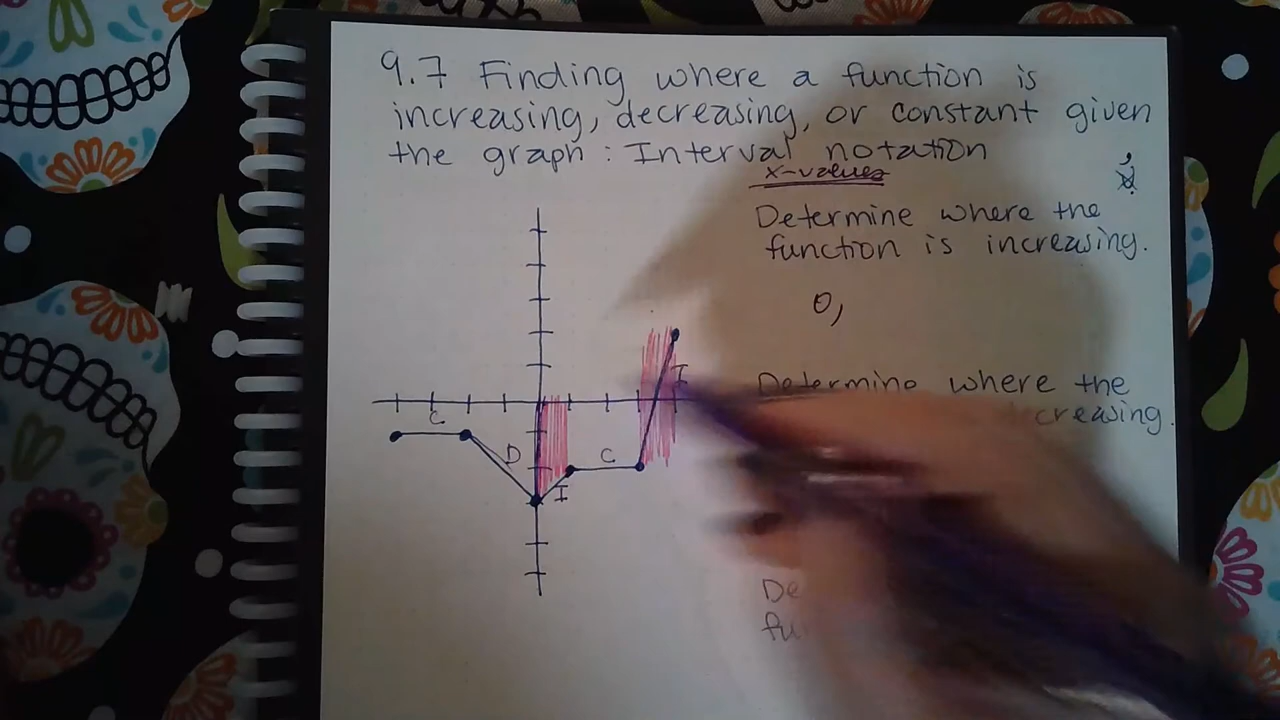 9.7 Finding where a function is
increasing, decreasing, or constant given
the graph : Interval notation
x-values
Determine where the
function is increasing.
0,
I
Determine where the
creasing.
C
D
C
I
De
fu